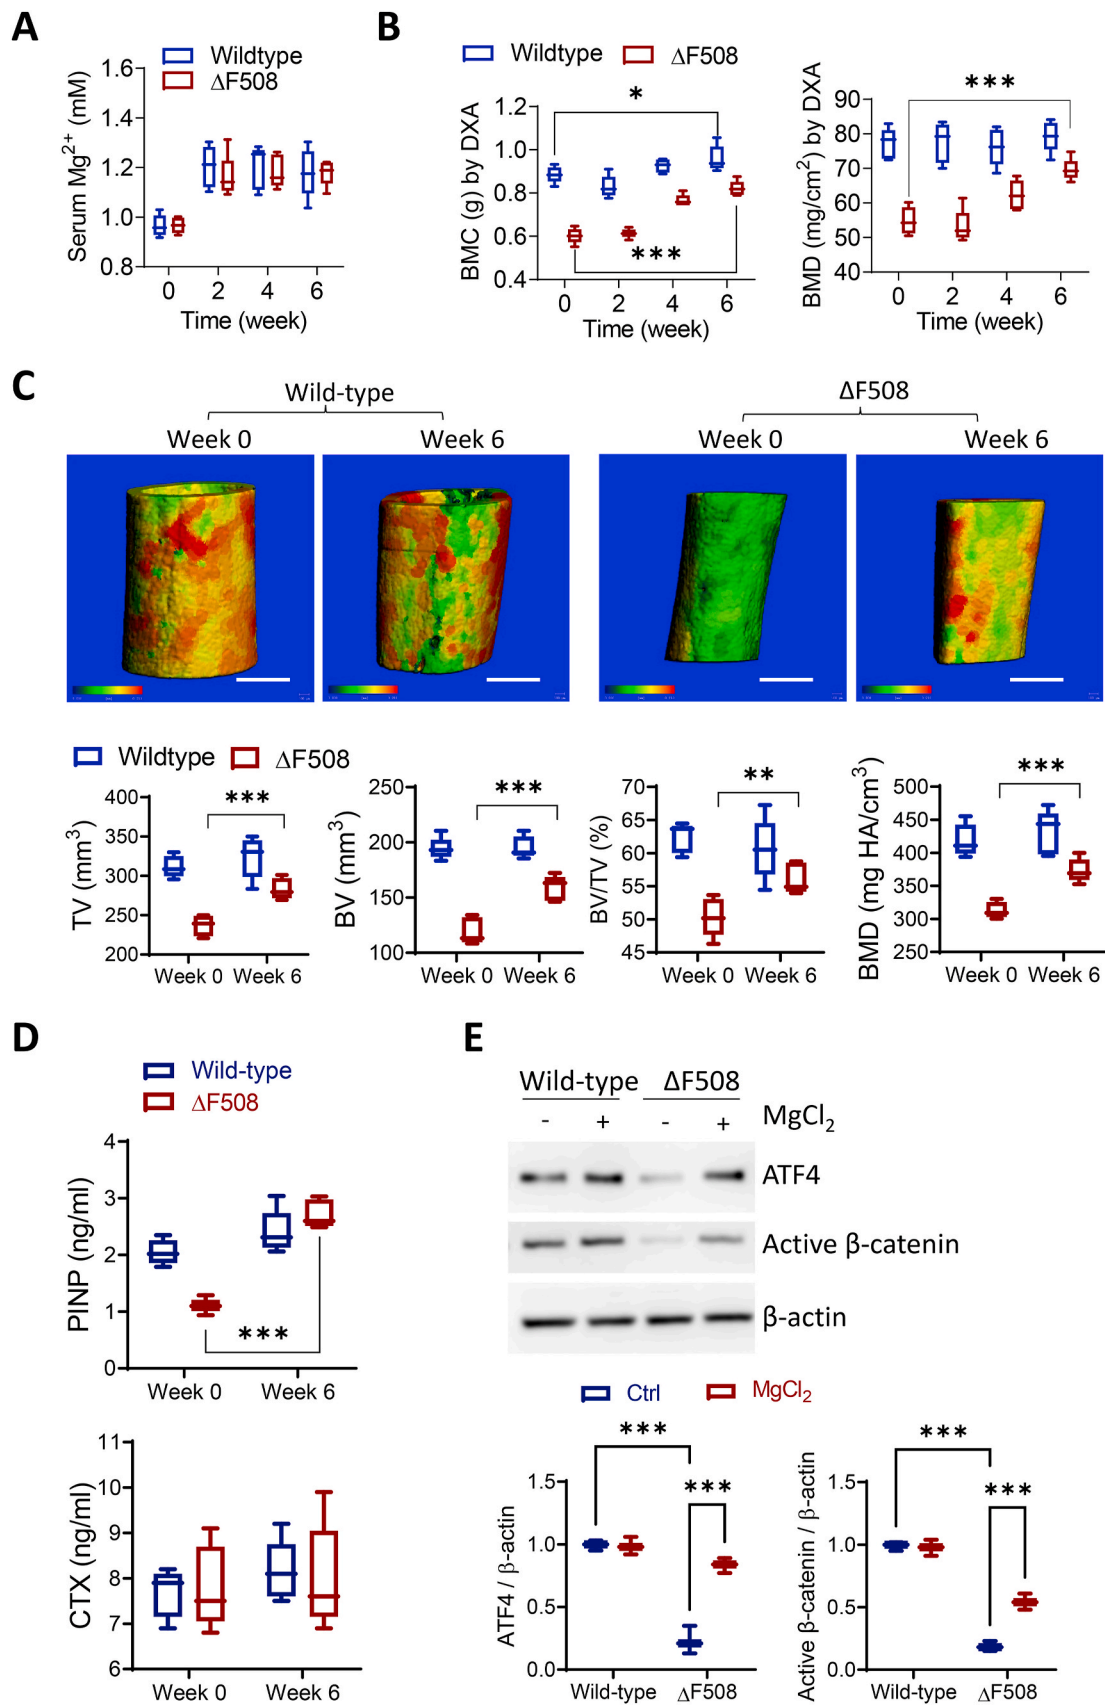 A
Wildtype
ΔF508
Serum Mg2+ (mM)
1.6
1.4
1.2
1.0
0.8
0 2 4 6
Time (week)
B
Wildtype ΔF508
BMC (g) by DXA
1.2
1.0
0.8
0.6
0.4
*
***
0 2 4 6
Time (week)
BMD (mg/cm2) by DXA
90
80
70
60
50
40
***
0 2 4 6
Time (week)
C
Wild-type ΔF508
Week 0 Week 6 Week 0 Week 6
Wildtype ΔF508
TV (mm3)
400
350
300
250
200
***
Week 0 Week 6
BV (mm3)
250
200
150
100
***
Week 0 Week 6
BV/TV (%)
70
65
60
55
50
45
**
Week 0 Week 6
BMD (mg HA/cm3)
500
450
400
350
300
250
***
Week 0 Week 6
D
Wild-type
ΔF508
PINP (ng/ml)
4
3
2
1
0
***
Week 0 Week 6
CTX (ng/ml)
11
10
9
8
7
6
Week 0 Week 6
E
Wild-type ΔF508
- + - + MgCl2
ATF4
Active β-catenin
β-actin
Ctrl MgCl2
ATF4 / β-actin
1.5
1.0
0.5
0.0
***
***
Wild-type ΔF508
Active β-catenin / β-actin
1.5
1.0
0.5
0.0
***
***
Wild-type ΔF508